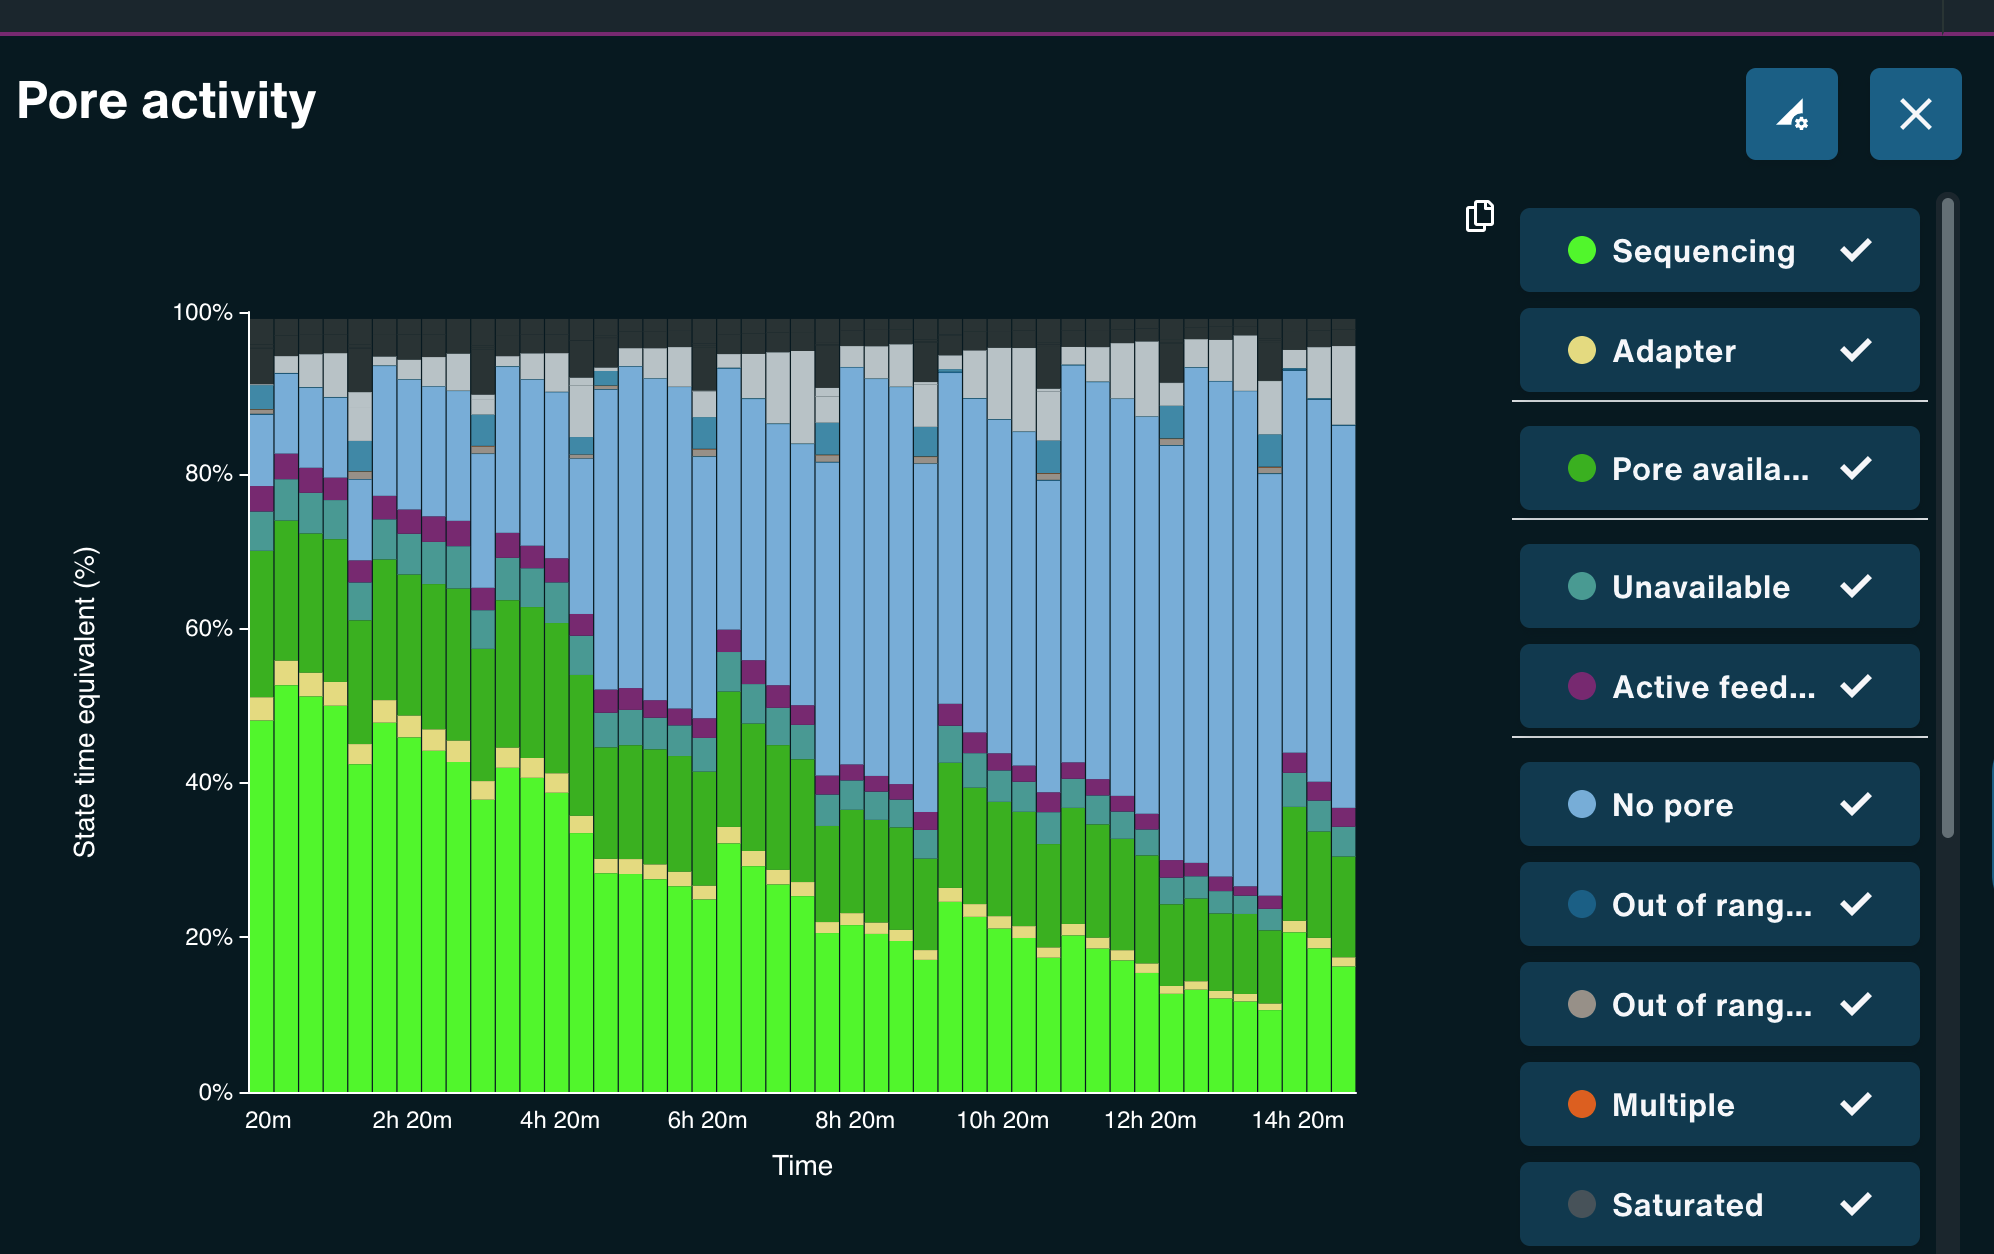 Pore activity
100%
80%
60%
40%
20%
0%
State time equivalent (%)
20m
2h 20m
4h 20m
6h 20m
8h 20m
10h 20m
12h 20m
14h 20m
Time
Sequencing
Adapter
Pore availa...
Unavailable
Active feed...
No pore
Out of rang...
Out of rang...
Multiple
Saturated